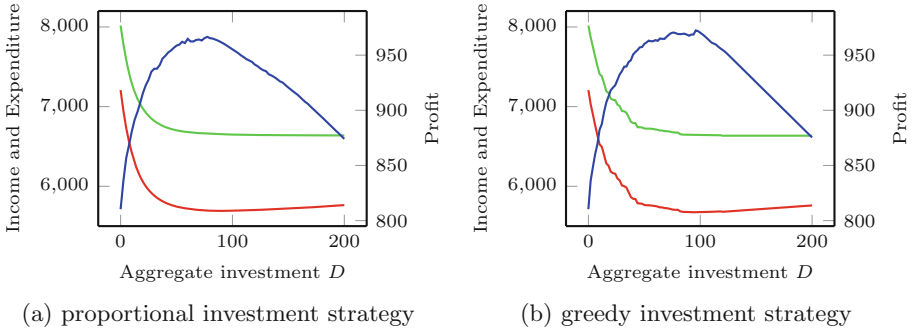 Income and Expenditure
8,000
7,000
6,000
950
900
850
800
Profit
0
100
200
Aggregate investment D
(a) proportional investment strategy
Income and Expenditure
8,000
7,000
6,000
950
900
850
800
Profit
0
100
200
Aggregate investment D
(b) greedy investment strategy